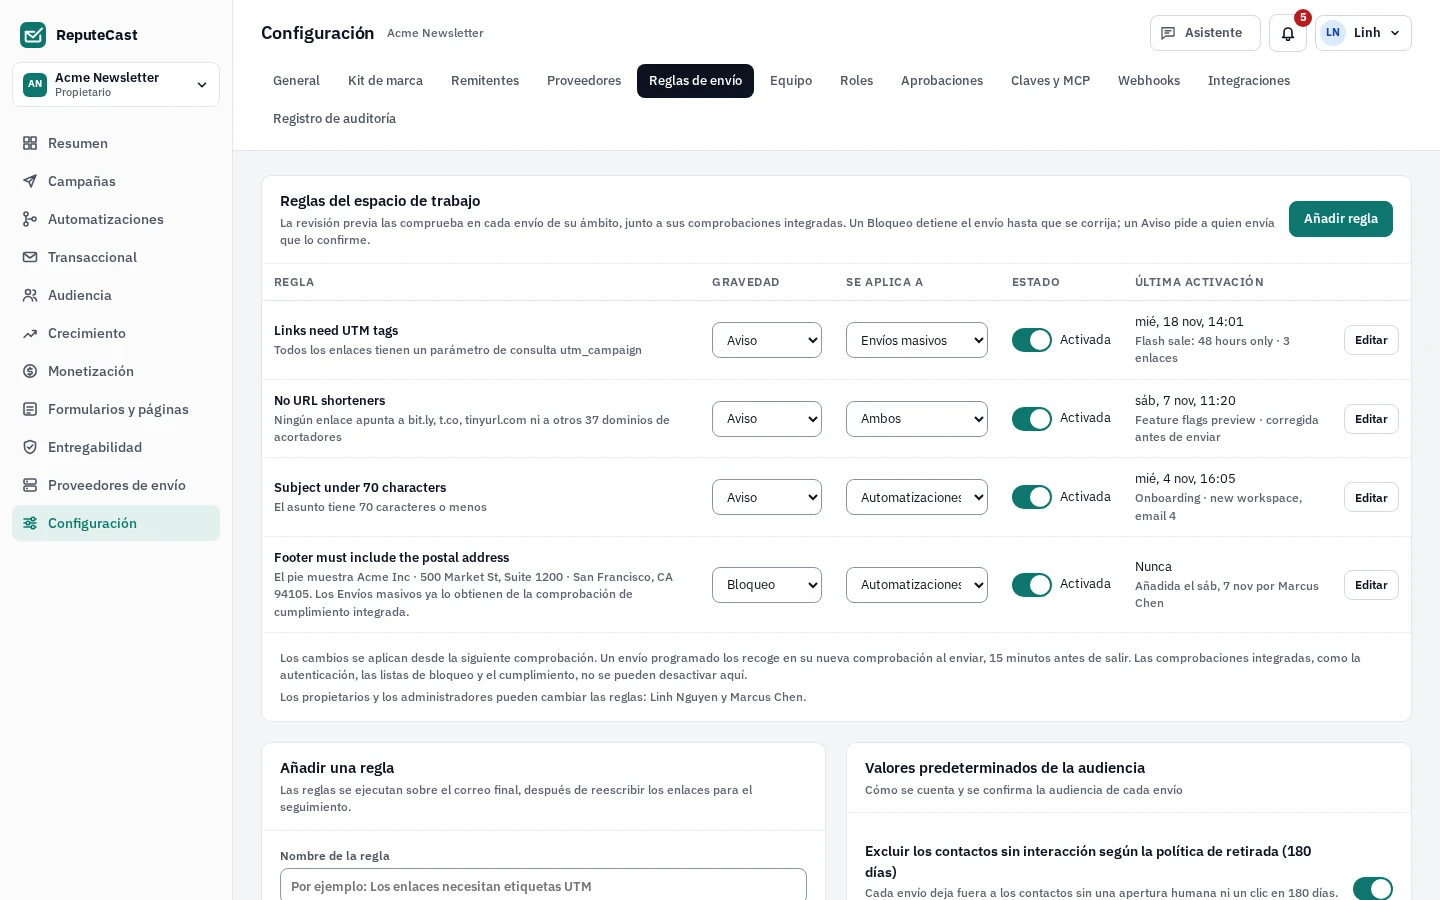 ReputeCast
AN
Acme Newsletter
Propietario
Resumen
Campañas
Automatizaciones
Transaccional
Audiencia
Crecimiento
Monetización
Formularios y páginas
Entregabilidad
Proveedores de envío
Configuración
Configuración
Acme Newsletter
Asistente
5
LN
Linh
General
Kit de marca
Remitentes
Proveedores
Reglas de envío
Equipo
Roles
Aprobaciones
Claves y MCP
Webhooks
Integraciones
Registro de auditoría
Reglas del espacio de trabajo
La revisión previa las comprueba en cada envío de su ámbito, junto a sus comprobaciones integradas. Un Bloqueo detiene el envío hasta que se corrija; un Aviso pide a quien envía
que lo confirme.
Añadir regla
REGLA
GRAVEDAD
SE APLICA A
ESTADO
ÚLTIMA ACTIVACIÓN
Links need UTM tags
Todos los enlaces tienen un parámetro de consulta utm_campaign
Aviso
Envíos masivos
Activada
mié, 18 nov, 14:01
Flash sale: 48 hours only · 3
enlaces
Editar
No URL shorteners
Ningún enlace apunta a bit.ly, t.co, tinyurl.com ni a otros 37 dominios de
acortadores
Aviso
Ambos
Activada
sáb, 7 nov, 11:20
Feature flags preview · corregida
antes de enviar
Editar
Subject under 70 characters
El asunto tiene 70 caracteres o menos
Aviso
Automatizaciones
Activada
mié, 4 nov, 16:05
Onboarding · new workspace,
email 4
Editar
Footer must include the postal address
El pie muestra Acme Inc · 500 Market St, Suite 1200 · San Francisco, CA
94105. Los Envíos masivos ya lo obtienen de la comprobación de
cumplimiento integrada.
Bloqueo
Automatizaciones
Activada
Nunca
Añadida el sáb, 7 nov por Marcus
Chen
Editar
Los cambios se aplican desde la siguiente comprobación. Un envío programado los recoge en su nueva comprobación al enviar, 15 minutos antes de salir. Las comprobaciones integradas, como la
autenticación, las listas de bloqueo y el cumplimiento, no se pueden desactivar aquí.
Los propietarios y los administradores pueden cambiar las reglas: Linh Nguyen y Marcus Chen.
Añadir una regla
Las reglas se ejecutan sobre el correo final, después de reescribir los enlaces para el
seguimiento.
Nombre de la regla
Por ejemplo: Los enlaces necesitan etiquetas UTM
Valores predeterminados de la audiencia
Cómo se cuenta y se confirma la audiencia de cada envío
Excluir los contactos sin interacción según la política de retirada (180
días)
Cada envío deja fuera a los contactos sin una apertura humana ni un clic en 180 días.